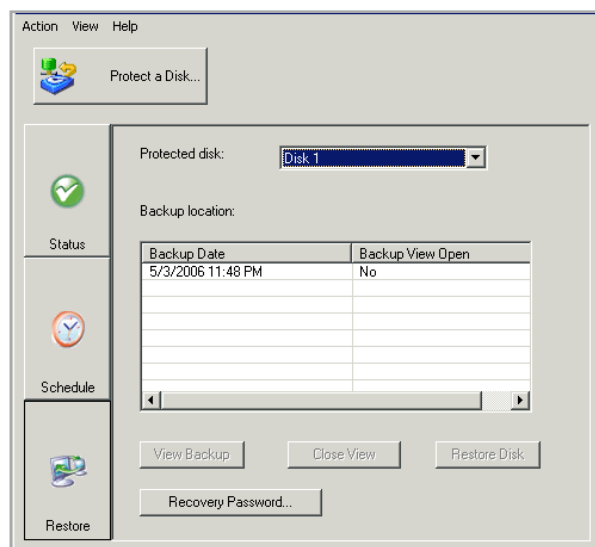 Action View Help
Protect a Disk...
Protected disk: Disk 1
Backup location:
Status
Backup Date Backup View Open
5/3/2006 11:48 PM No
Schedule
View Backup Close View Restore Disk
Recovery Password...
Restore